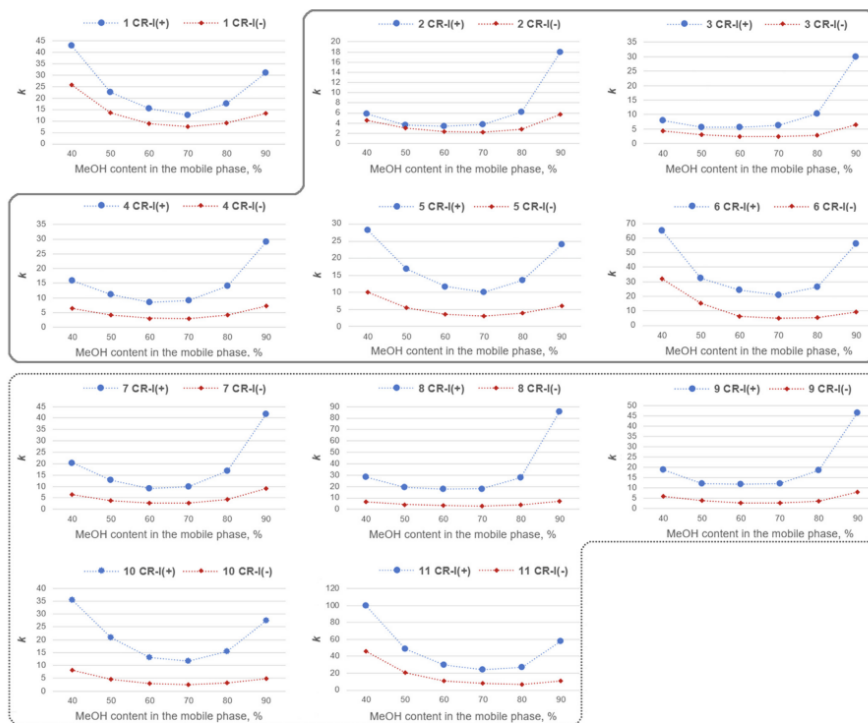 1 CR-I(+) 1 CR-I(-)
45
40
35
30
25
20
15
10
5
0
k
40 50 60 70 80 90
MeOH content in the mobile phase, %
2 CR-I(+) 2 CR-I(-)
20
18
16
14
12
10
8
6
4
2
0
k
40 50 60 70 80 90
MeOH content in the mobile phase, %
3 CR-I(+) 3 CR-I(-)
35
30
25
20
15
10
5
0
k
40 50 60 70 80 90
MeOH content in the mobile phase, %
4 CR-I(+) 4 CR-I(-)
35
30
25
20
15
10
5
0
k
40 50 60 70 80 90
MeOH content in the mobile phase, %
5 CR-I(+) 5 CR-I(-)
30
25
20
15
10
5
0
k
40 50 60 70 80 90
MeOH content in the mobile phase, %
6 CR-I(+) 6 CR-I(-)
70
60
50
40
30
20
10
0
k
40 50 60 70 80 90
MeOH content in the mobile phase, %
7 CR-I(+) 7 CR-I(-)
45
40
35
30
25
20
15
10
5
0
k
40 50 60 70 80 90
MeOH content in the mobile phase, %
8 CR-I(+) 8 CR-I(-)
90
80
70
60
50
40
30
20
10
0
k
40 50 60 70 80 90
MeOH content in the mobile phase, %
9 CR-I(+) 9 CR-I(-)
50
45
40
35
30
25
20
15
10
5
0
k
40 50 60 70 80 90
MeOH content in the mobile phase, %
10 CR-I(+) 10 CR-I(-)
40
35
30
25
20
15
10
5
0
k
40 50 60 70 80 90
MeOH content in the mobile phase, %
11 CR-I(+) 11 CR-I(-)
120
100
80
60
40
20
0
k
40 50 60 70 80 90
MeOH content in the mobile phase, %